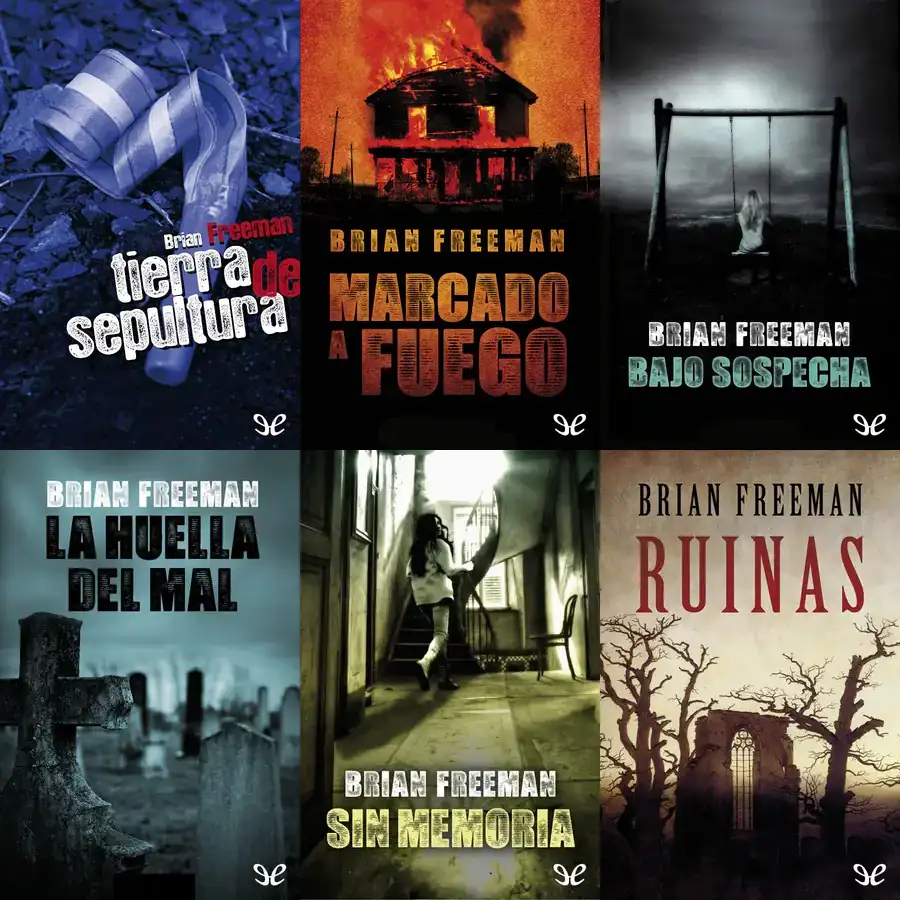 Brian Freeman
tierra de
sepultura
BRIAN FREEMAN
MARCADO
A FUEGO
BRIAN FREEMAN
BAJO SOSPECHA
BRIAN FREEMAN
LA HUELLA
DEL MAL
BRIAN FREEMAN
SIN MEMORIA
BRIAN FREEMAN
RUINAS